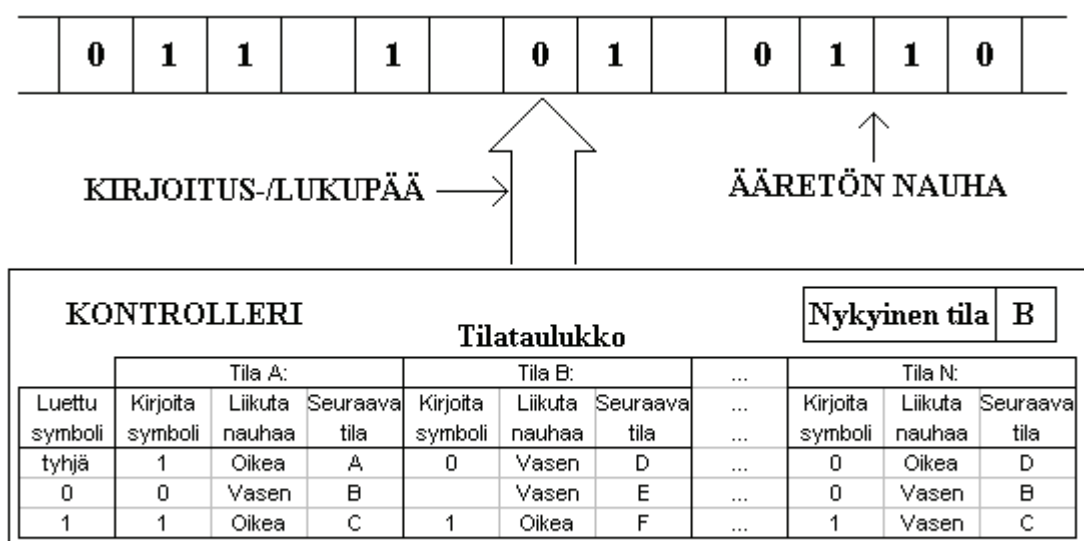 0 1 1 1 0 1 0 1 1 0
KIRJOITUS-/LUKUPÄÄ
ÄÄRETÖN NAUHA
KONTROLLERI
Nykyinen tila B
Tilataulukko
Tila A: Tila B: ... Tila N:
Luettu Kirjoita Liikuta Seuraava Kirjoita Liikuta Seuraava ... Kirjoita Liikuta Seuraava
symboli symboli nauhaa tila symboli nauhaa tila ... symboli nauhaa tila
tyhjä 1 Oikea A 0 Vasen D ... 0 Oikea D
0 0 Vasen B Vasen E ... 0 Vasen B
1 1 Oikea C 1 Oikea F ... 1 Vasen C